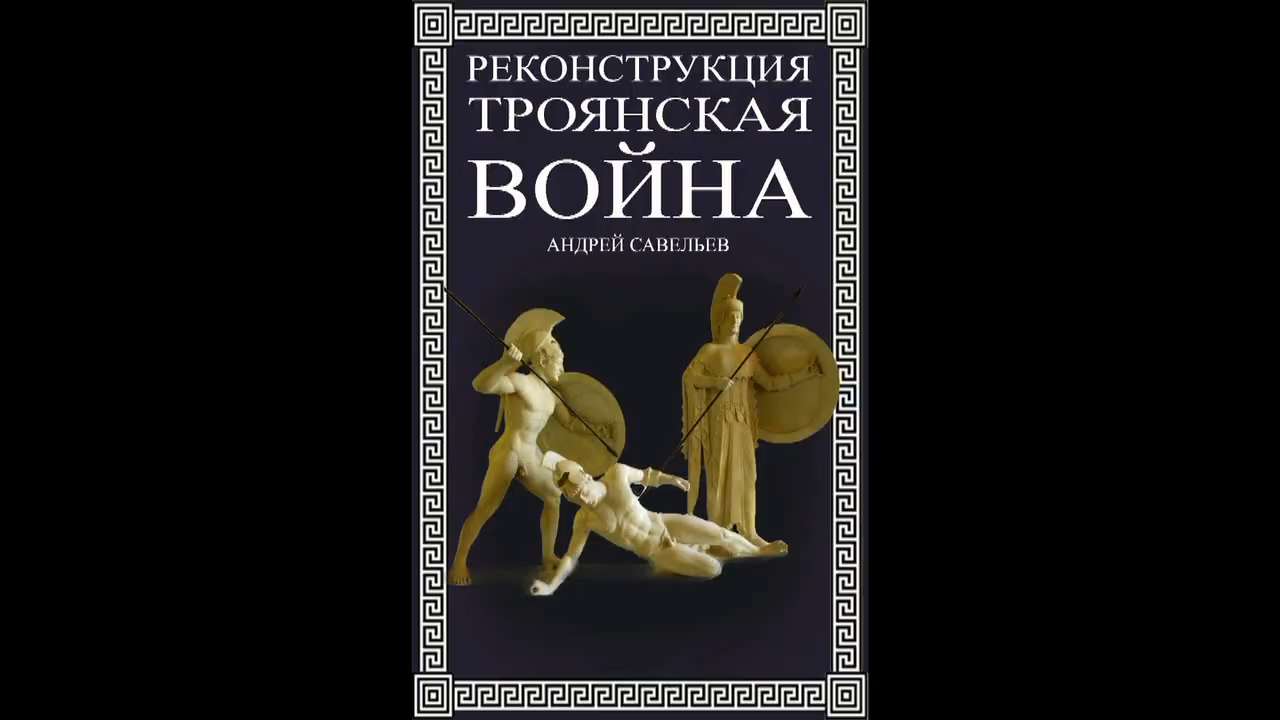 РЕКОНСТРУКЦИЯ
ТРОЯНСКАЯ
ВОЙНА
АНДРЕЙ САВЕЛЬЕВ